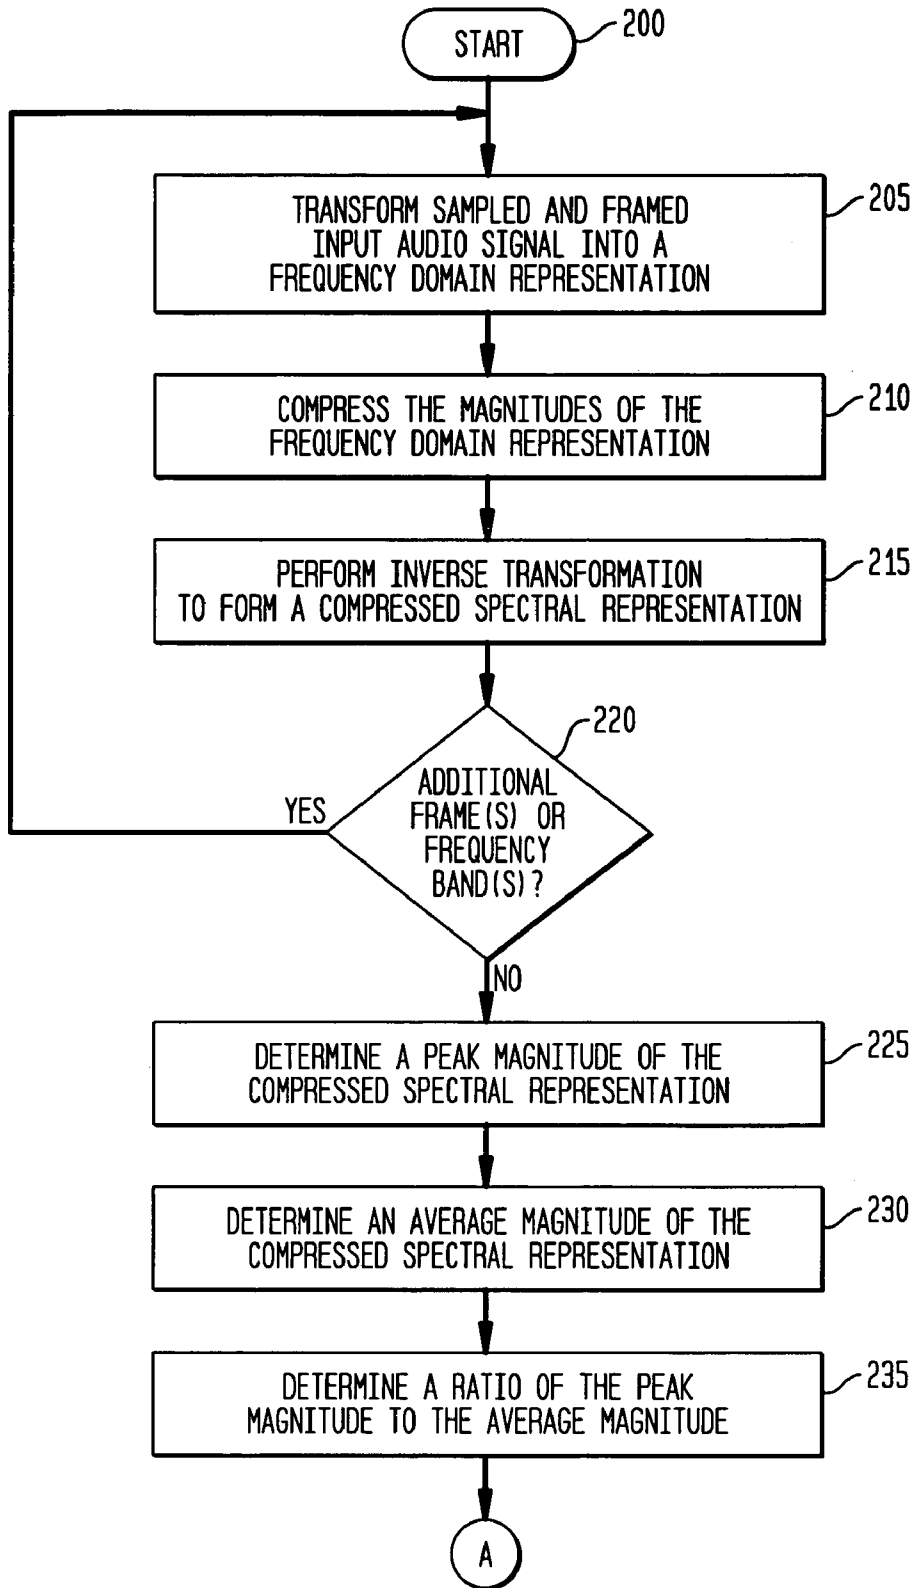 START
200
TRANSFORM SAMPLED AND FRAMED
INPUT AUDIO SIGNAL INTO A
FREQUENCY DOMAIN REPRESENTATION
205
COMPRESS THE MAGNITUDES OF THE
FREQUENCY DOMAIN REPRESENTATION
210
PERFORM INVERSE TRANSFORMATION
TO FORM A COMPRESSED SPECTRAL REPRESENTATION
215
220
ADDITIONAL
FRAME(S) OR
FREQUENCY
BAND(S)?
YES
NO
DETERMINE A PEAK MAGNITUDE OF THE
COMPRESSED SPECTRAL REPRESENTATION
225
DETERMINE AN AVERAGE MAGNITUDE OF THE
COMPRESSED SPECTRAL REPRESENTATION
230
DETERMINE A RATIO OF THE PEAK
MAGNITUDE TO THE AVERAGE MAGNITUDE
235
A